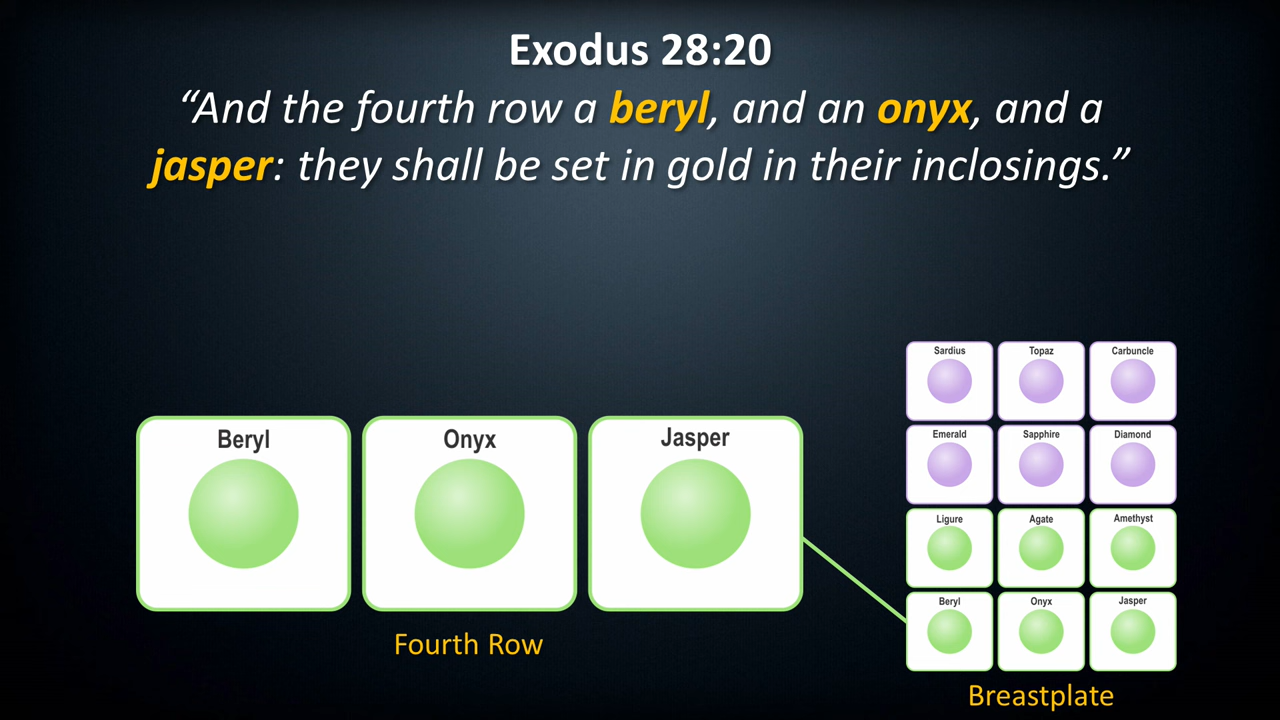 Exodus 28:20
“And the fourth row a beryl, and an onyx, and a
jasper: they shall be set in gold in their inclosings.”
Beryl Onyx Jasper
Fourth Row
Sardius Topaz Carbuncle
Emerald Sapphire Diamond
Ligure Agate Amethyst
Beryl Onyx Jasper
Breastplate